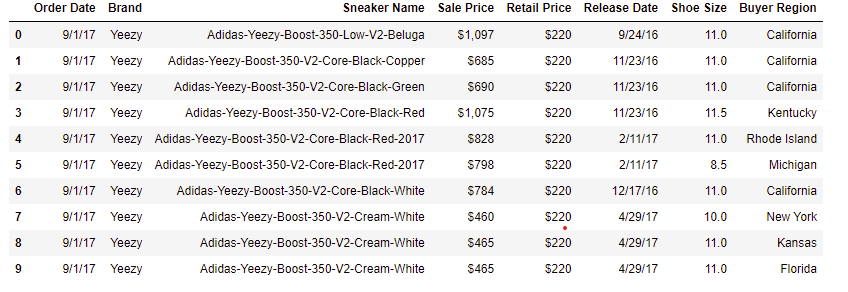 Order Date Brand Sneaker Name Sale Price Retail Price Release Date Shoe Size Buyer Region
0 9/1/17 Yeezy Adidas-Yeezy-Boost-350-Low-V2-Beluga $1,097 $220 9/24/16 11.0 California
1 9/1/17 Yeezy Adidas-Yeezy-Boost-350-V2-Core-Black-Copper $685 $220 11/23/16 11.0 California
2 9/1/17 Yeezy Adidas-Yeezy-Boost-350-V2-Core-Black-Green $690 $220 11/23/16 11.0 California
3 9/1/17 Yeezy Adidas-Yeezy-Boost-350-V2-Core-Black-Red $1,075 $220 11/23/16 11.5 Kentucky
4 9/1/17 Yeezy Adidas-Yeezy-Boost-350-V2-Core-Black-Red-2017 $828 $220 2/11/17 11.0 Rhode Island
5 9/1/17 Yeezy Adidas-Yeezy-Boost-350-V2-Core-Black-Red-2017 $798 $220 2/11/17 8.5 Michigan
6 9/1/17 Yeezy Adidas-Yeezy-Boost-350-V2-Core-Black-White $784 $220 12/17/16 11.0 California
7 9/1/17 Yeezy Adidas-Yeezy-Boost-350-V2-Cream-White $460 $220 4/29/17 10.0 New York
8 9/1/17 Yeezy Adidas-Yeezy-Boost-350-V2-Cream-White $465 $220 4/29/17 11.0 Kansas
9 9/1/17 Yeezy Adidas-Yeezy-Boost-350-V2-Cream-White $465 $220 4/29/17 11.0 Florida